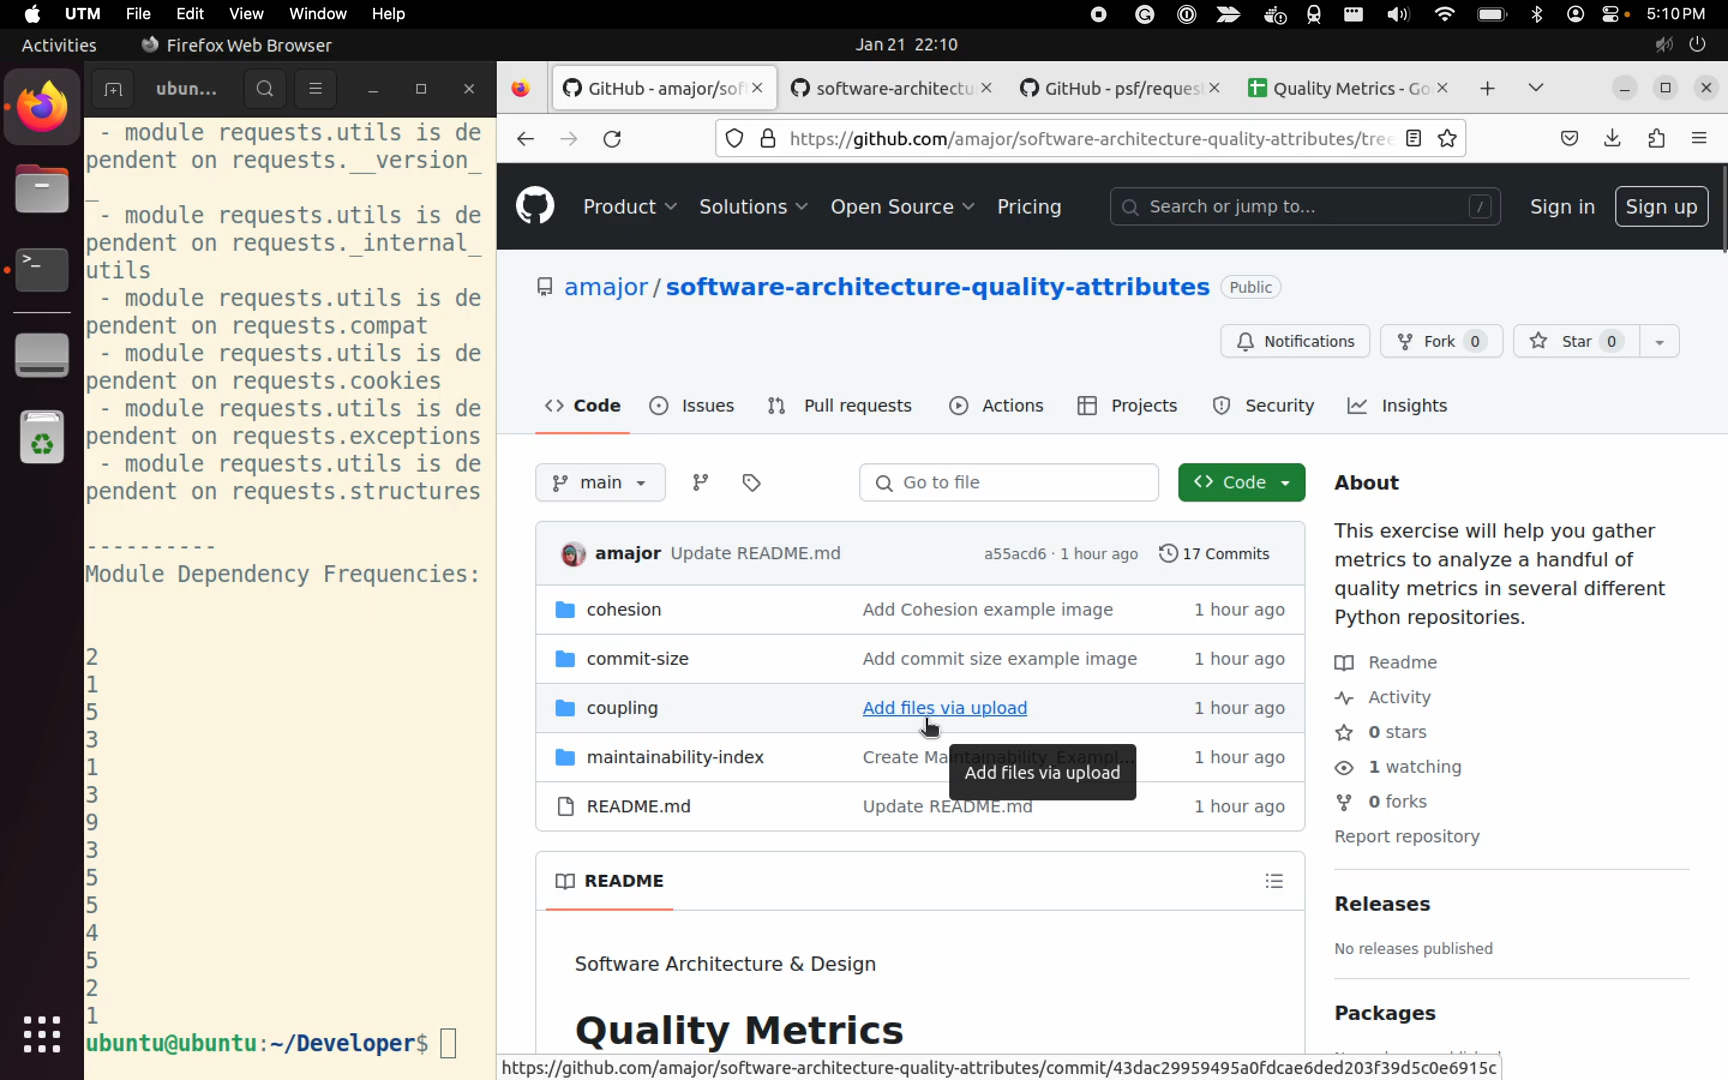 UTM File Edit View Window Help 5:10 PM
Activities Firefox Web Browser Jan 21 22:10
ubun...
- module requests.utils is de
pendent on requests.__version_
_
- module requests.utils is de
pendent on requests._internal_
utils
- module requests.utils is de
pendent on requests.compat
- module requests.utils is de
pendent on requests.cookies
- module requests.utils is de
pendent on requests.exceptions
- module requests.utils is de
pendent on requests.structures
----------
Module Dependency Frequencies:
2
1
5
3
1
3
9
3
5
5
4
5
2
1
ubuntu@ubuntu:~/Developer$
GitHub - amajor/sof
software-architectu
GitHub - psf/reques
Quality Metrics - Go
https://github.com/amajor/software-architecture-quality-attributes/tree
Product Solutions Open Source Pricing Search or jump to... / Sign in Sign up
amajor / software-architecture-quality-attributes Public
Notifications Fork 0 Star 0
Code Issues Pull requests Actions Projects Security Insights
main Go to file Code
amajor Update README.md a55acd6 · 1 hour ago 17 Commits
cohesion Add Cohesion example image 1 hour ago
commit-size Add commit size example image 1 hour ago
coupling Add files via upload 1 hour ago
maintainability-index Create Maintainability_Exampl... 1 hour ago
Add files via upload
README.md Update README.md 1 hour ago
README
Software Architecture & Design
Quality Metrics
About
This exercise will help you gather
metrics to analyze a handful of
quality metrics in several different
Python repositories.
Readme
Activity
0 stars
1 watching
0 forks
Report repository
Releases
No releases published
Packages
https://github.com/amajor/software-architecture-quality-attributes/commit/43dac29959495a0fdcae6ded203f39d5c0e6915c